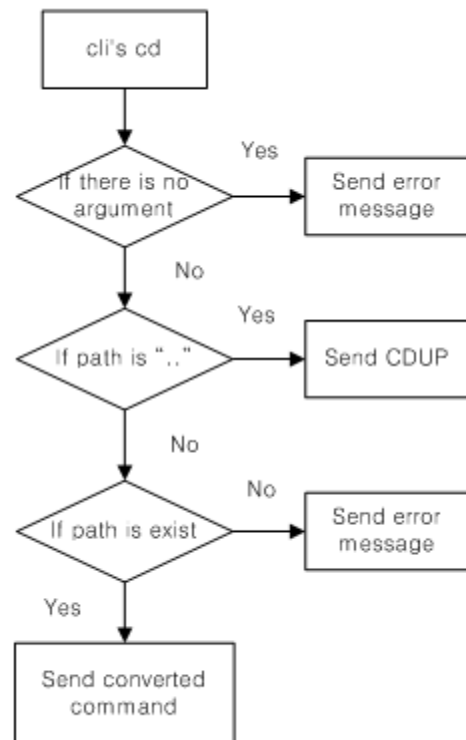 cli's cd
Yes
If there is no
argument
Send error
message
No
Yes
If path is ".."
Send CDUP
No
No
If path is exist
Send error
message
Yes
Send converted
command